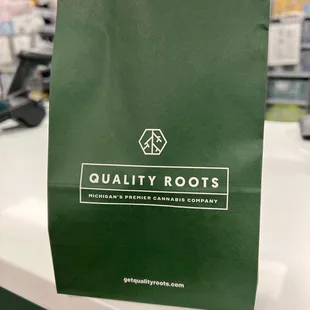 QUALITY ROOTS
MICHIGAN'S PREMIER CANNABIS COMPANY
getqualityroots.com